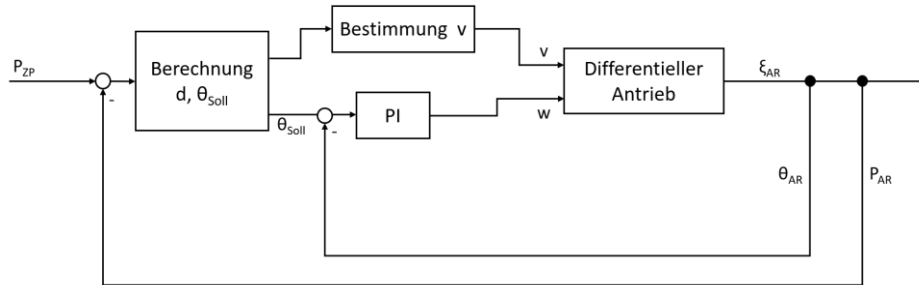 Bestimmung v
P_ZP
Berechnung
d, θ_Soll
v
Differentieller
Antrieb
ξ_AR
-
θ_Soll
-
PI
w
θ_AR
P_AR